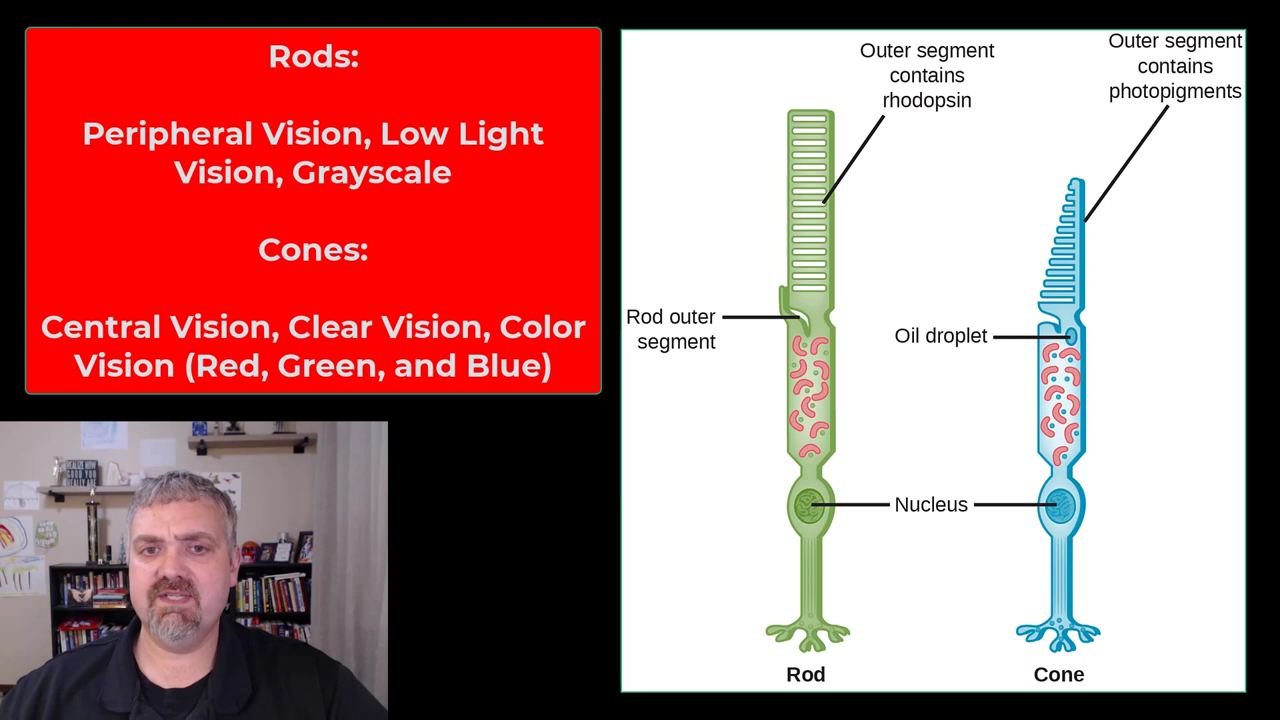 Rods:
Peripheral Vision, Low Light
Vision, Grayscale
Cones:
Central Vision, Clear Vision, Color
Vision (Red, Green, and Blue)
Outer segment
contains
rhodopsin
Outer segment
contains
photopigments
Rod outer
segment
Oil droplet
Nucleus
Rod
Cone